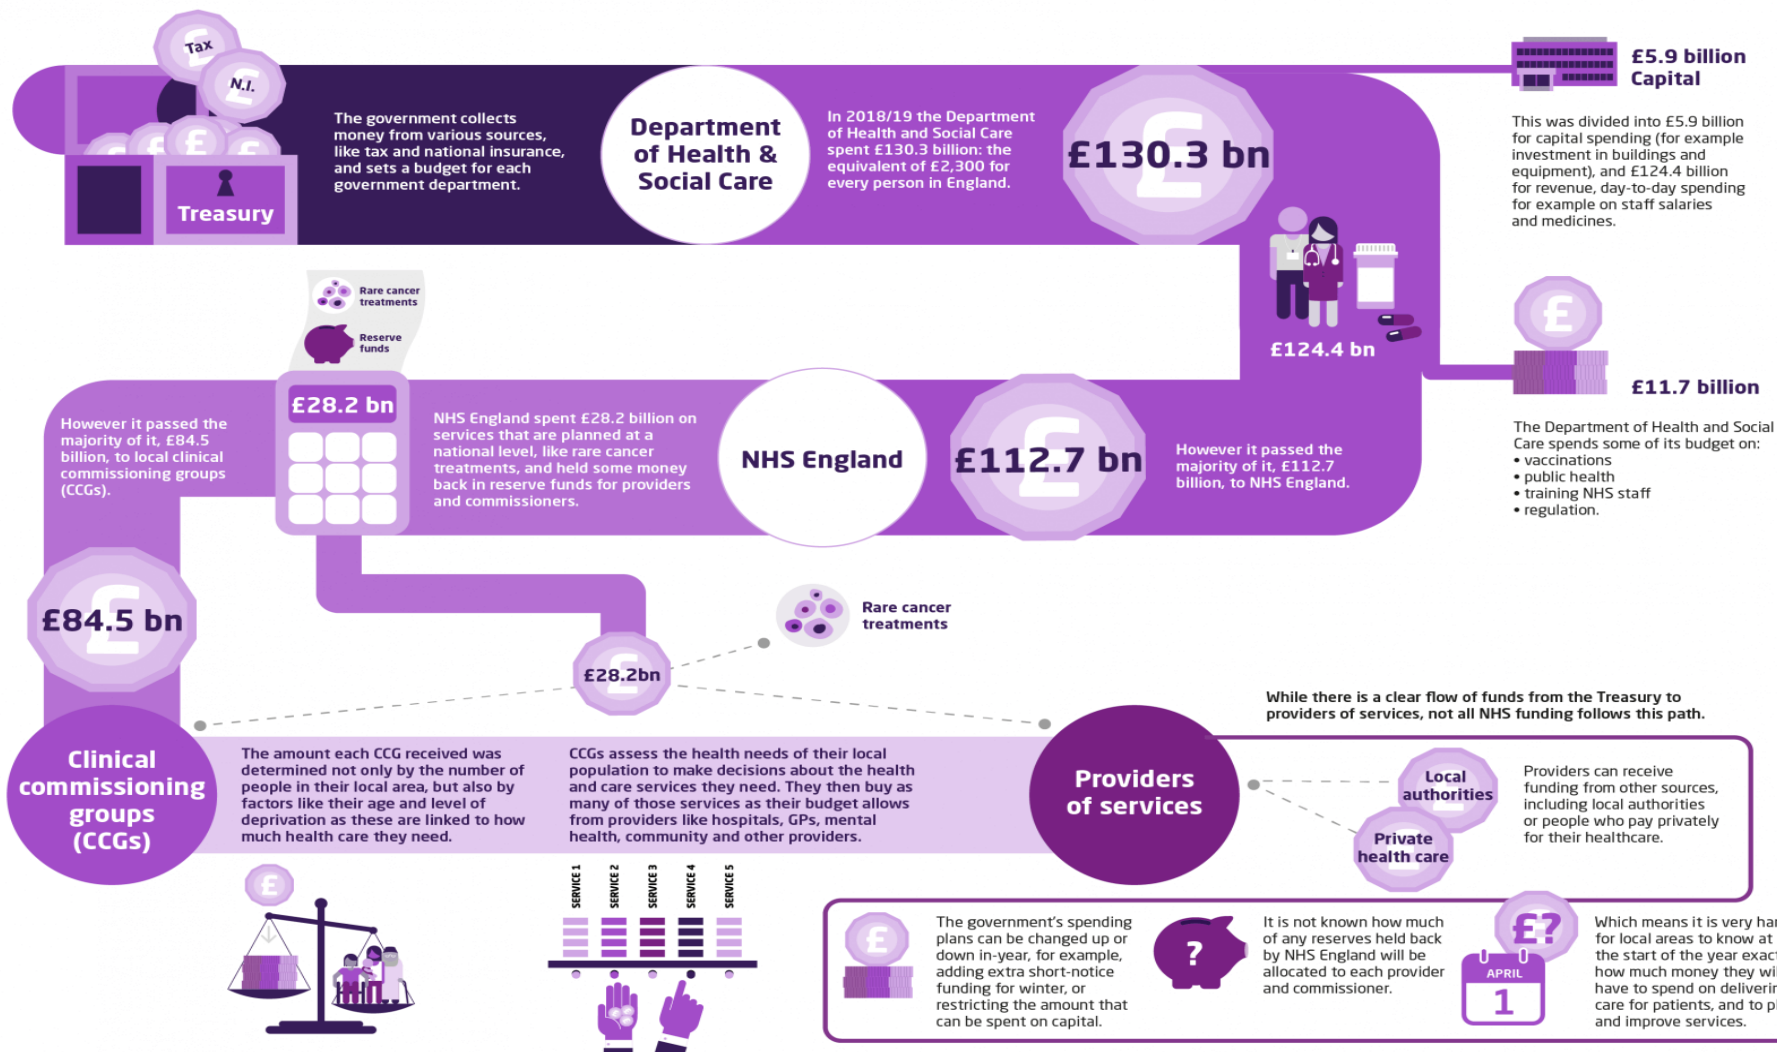 Tax
N.I.
Treasury
The government collects
money from various sources,
like tax and national insurance,
and sets a budget for each
government department.
Department
of Health &
Social Care
In 2018/19 the Department
of Health and Social Care
spent £130.3 billion: the
equivalent of £2,300 for
every person in England.
£130.3 bn
£5.9 billion
Capital
This was divided into £5.9 billion
for capital spending (for example
investment in buildings and
equipment), and £124.4 billion
for revenue, day-to-day spending
for example on staff salaries
and medicines.
£124.4 bn
£11.7 billion
The Department of Health and Social
Care spends some of its budget on:
• vaccinations
• public health
• training NHS staff
• regulation.
However it passed the
majority of it, £112.7
billion, to NHS England.
£112.7 bn
NHS England
NHS England spent £28.2 billion on
services that are planned at a
national level, like rare cancer
treatments, and held some money
back in reserve funds for providers
and commissioners.
Rare cancer
treatments
Reserve
funds
£28.2 bn
However it passed the
majority of it, £84.5
billion, to local clinical
commissioning groups
(CCGs).
£84.5 bn
£28.2bn
Rare cancer
treatments
Clinical
commissioning
groups
(CCGs)
The amount each CCG received was
determined not only by the number of
people in their local area, but also by
factors like their age and level of
deprivation as these are linked to how
much health care they need.
CCGs assess the health needs of their local
population to make decisions about the health
and care services they need. They then buy as
many of those services as their budget allows
from providers like hospitals, GPs, mental
health, community and other providers.
SERVICE 1
SERVICE 2
SERVICE 3
SERVICE 4
SERVICE 5
Providers
of services
While there is a clear flow of funds from the Treasury to
providers of services, not all NHS funding follows this path.
Local
authorities
Private
health care
Providers can receive
funding from other sources,
including local authorities
or people who pay privately
for their healthcare.
The government's spending
plans can be changed up or
down in-year, for example,
adding extra short-notice
funding for winter, or
restricting the amount that
can be spent on capital.
?
It is not known how much
of any reserves held back
by NHS England will be
allocated to each provider
and commissioner.
£?
APRIL
1
Which means it is very
for local areas to know at
the start of the year
how much money they
have to spend on
care for patients, and to
and improve services.